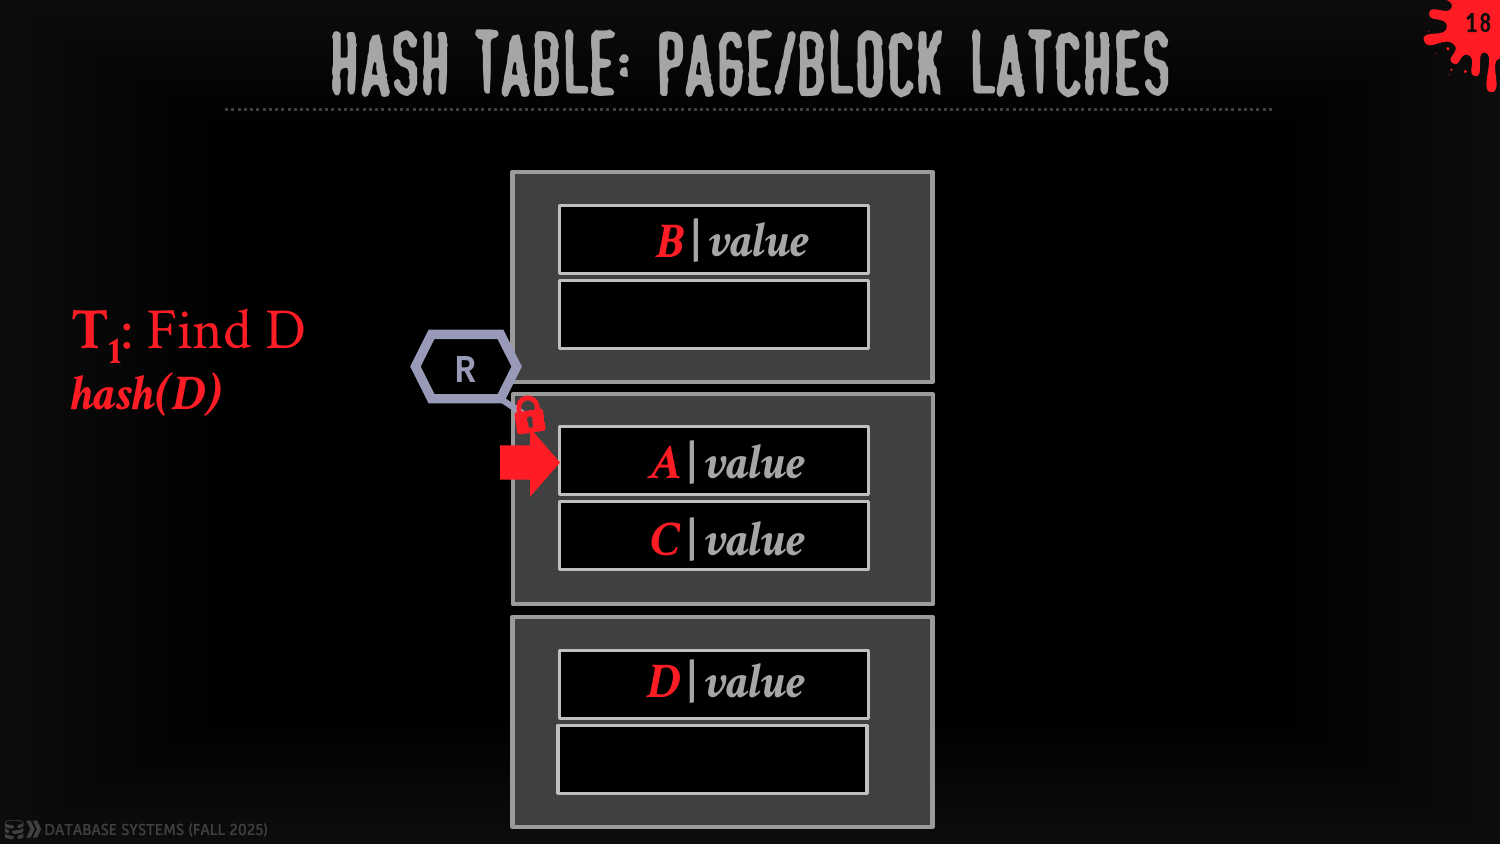 18
HASH TABLE: PAGE/BLOCK LATCHES
B|value
T1: Find D
hash(D)
R
A|value
C|value
D|value
DATABASE SYSTEMS (FALL 2025)